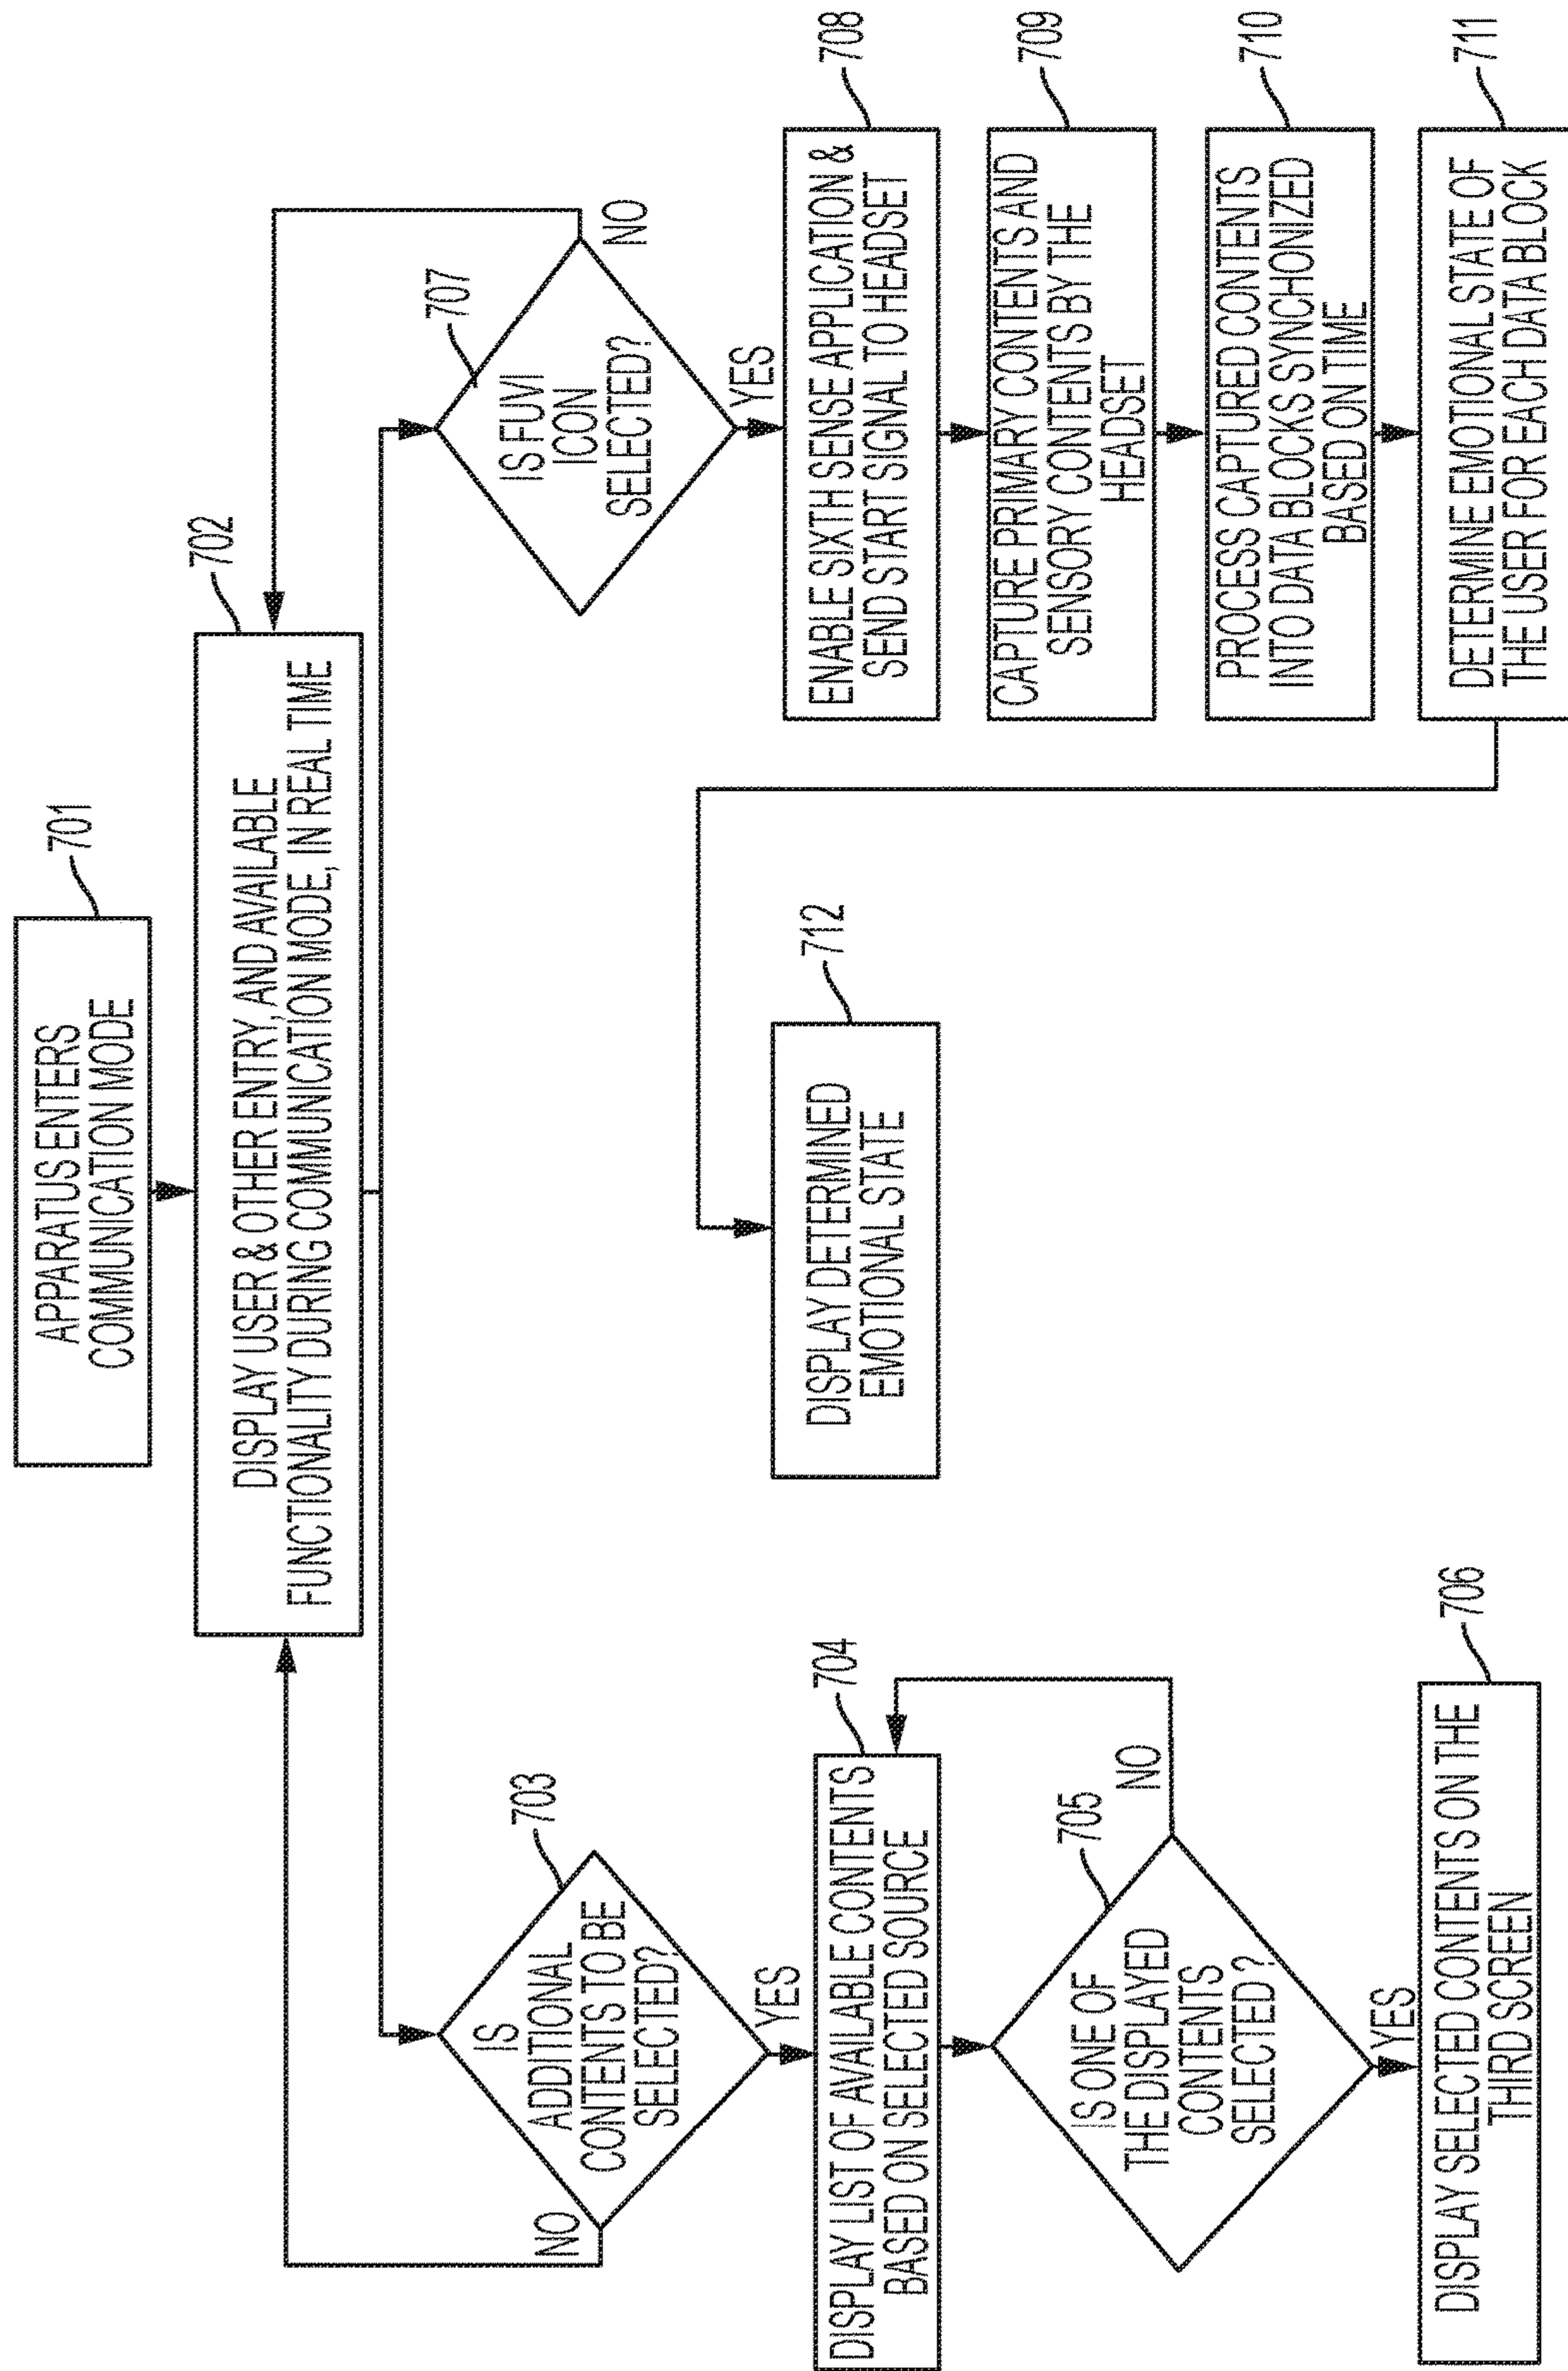 APPARATUS ENTERS
COMMUNICATION MODE
701
DISPLAY USER & OTHER ENTRY, AND AVAILABLE
FUNCTIONALITY DURING COMMUNICATION MODE, IN REAL TIME
702
IS
ADDITIONAL
CONTENTS TO BE
SELECTED?
703
NO
YES
DISPLAY LIST OF AVAILABLE CONTENTS
BASED ON SELECTED SOURCE
704
IS ONE OF
THE DISPLAYED
CONTENTS
SELECTED?
705
NO
YES
DISPLAY SELECTED CONTENTS ON THE
THIRD SCREEN
706
IS FUVI
ICON
SELECTED?
707
NO
YES
ENABLE SIXTH SENSE APPLICATION &
SEND START SIGNAL TO HEADSET
708
CAPTURE PRIMARY CONTENTS AND
SENSORY CONTENTS BY THE
HEADSET
709
PROCESS CAPTURED CONTENTS
INTO DATA BLOCKS SYNCHONIZED
BASED ON TIME
710
DETERMINE EMOTIONAL STATE OF
THE USER FOR EACH DATA BLOCK
711
DISPLAY DETERMINED
EMOTIONAL STATE
712